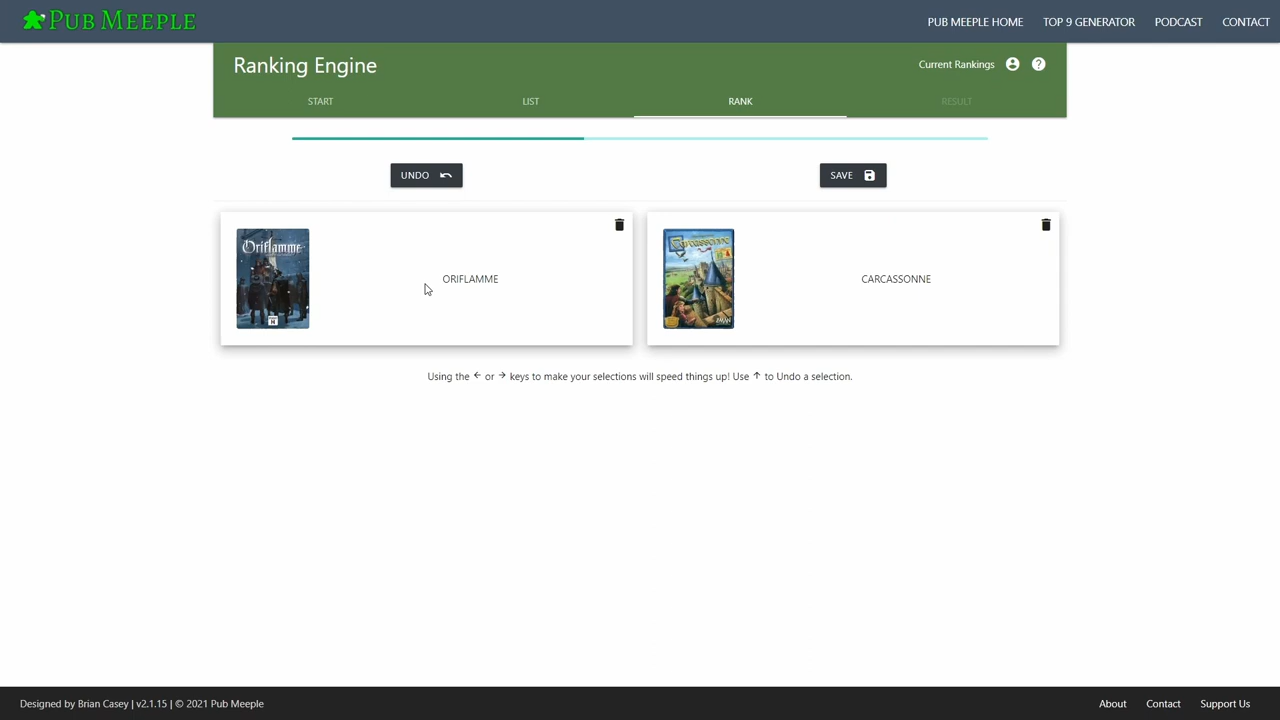 PUB MEEPLE
PUB MEEPLE HOME
TOP 9 GENERATOR
PODCAST
CONTACT
Ranking Engine
Current Rankings
START
LIST
RANK
RESULT
UNDO
SAVE
Oriflamme
ORIFLAMME
Carcassonne
CARCASSONNE
Using the ← or → keys to make your selections will speed things up! Use ↑ to Undo a selection.
Designed by Brian Casey | v2.1.15 | © 2021 Pub Meeple
About
Contact
Support Us